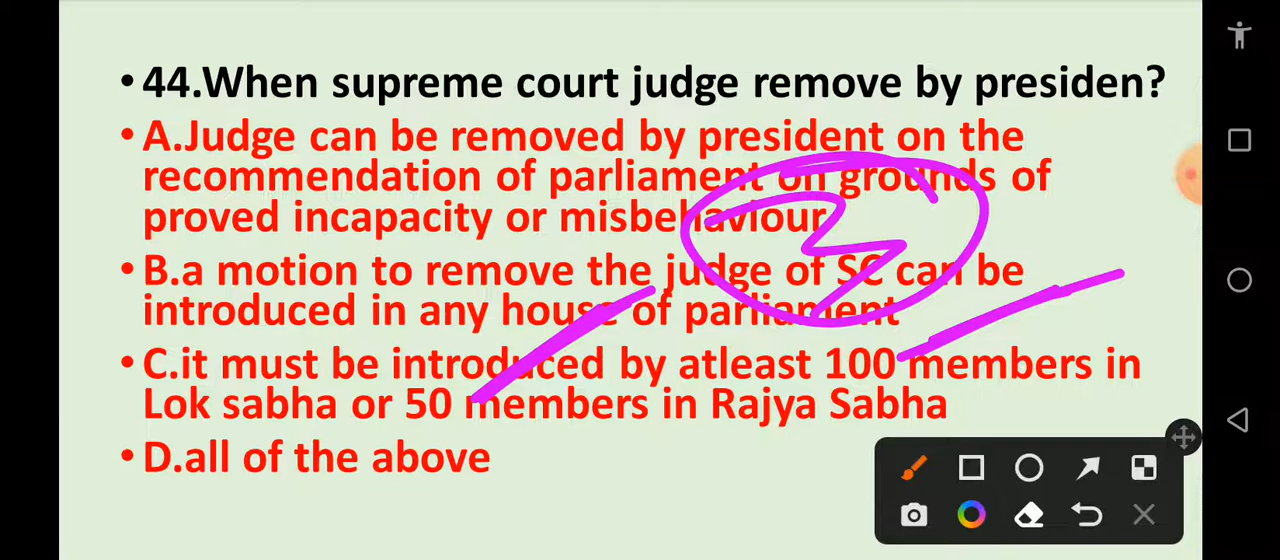 • 44.When supreme court judge remove by presiden?
• A.Judge can be removed by president on the
recommendation of parliament on grounds of
proved incapacity or misbehaviour
• B.a motion to remove the judge of SC can be
introduced in any house of parliament
• C.it must be introduced by atleast 100 members in
Lok sabha or 50 members in Rajya Sabha
• D.all of the above